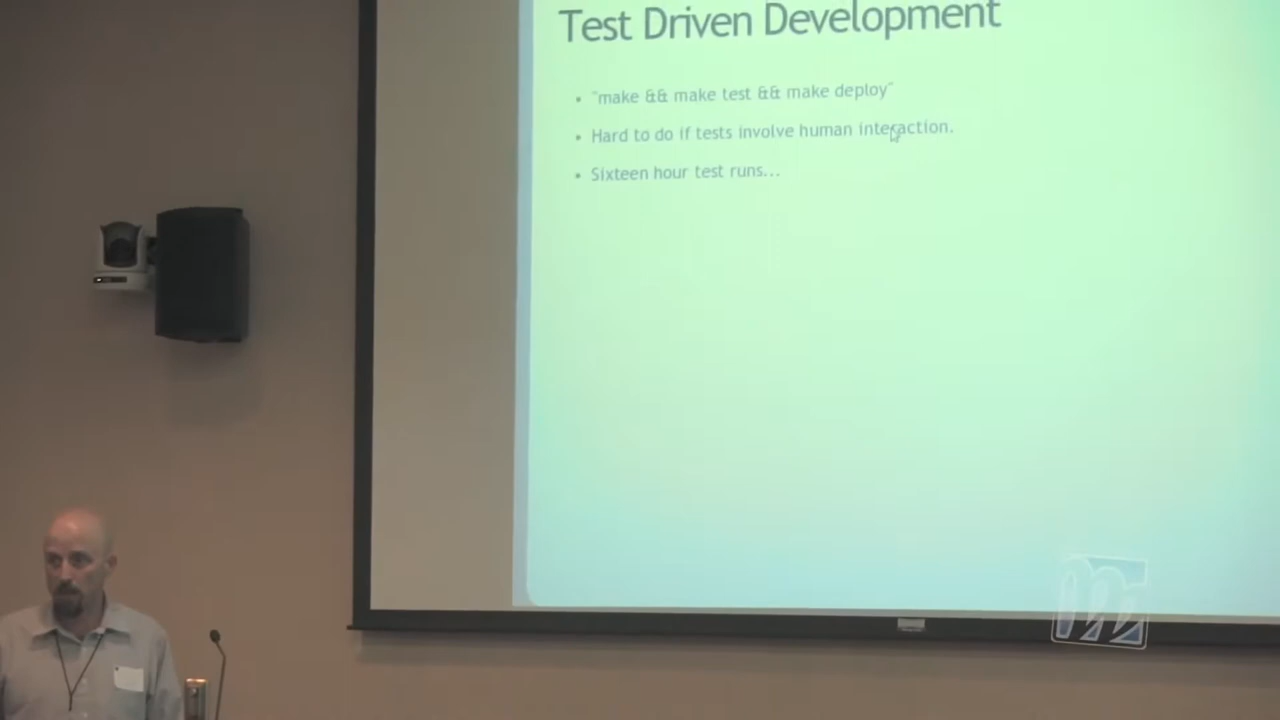 Test Driven Development
• "make && make test && make deploy"
• Hard to do if tests involve human interaction.
• Sixteen hour test runs...